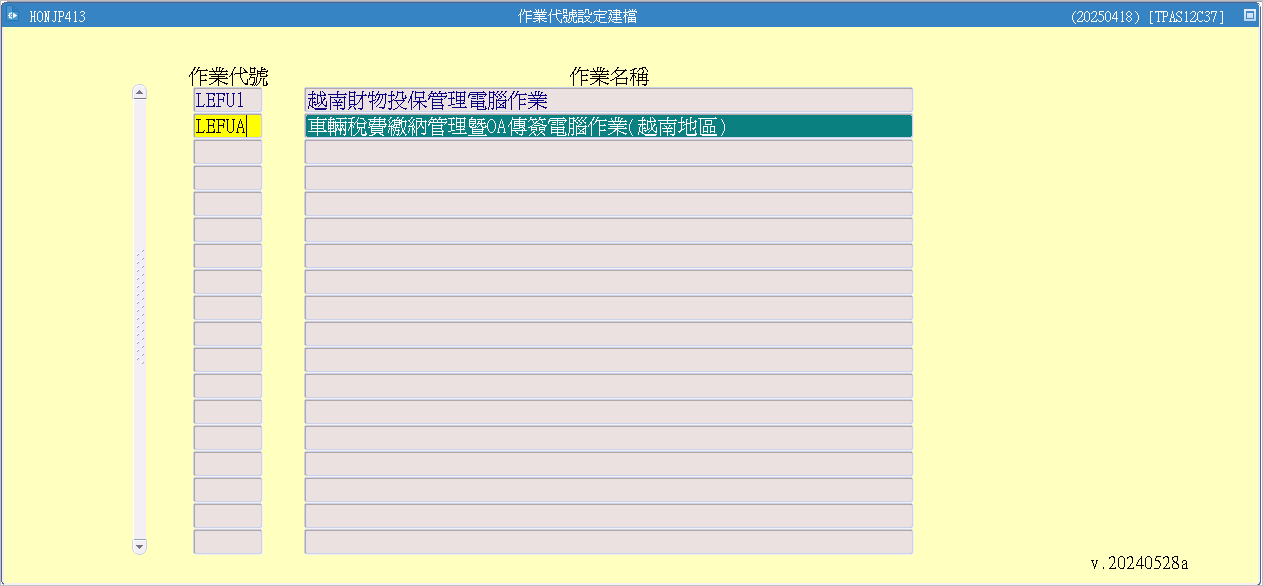 HONJP413 作業代號設定建檔 (20250418) [TPAS12C37]
作業代號 作業名稱
LEFU1 越南財物投保管理電腦作業
LEFUA 車輛稅費繳納管理暨OA傳簽電腦作業(越南地區)
v.20240528a